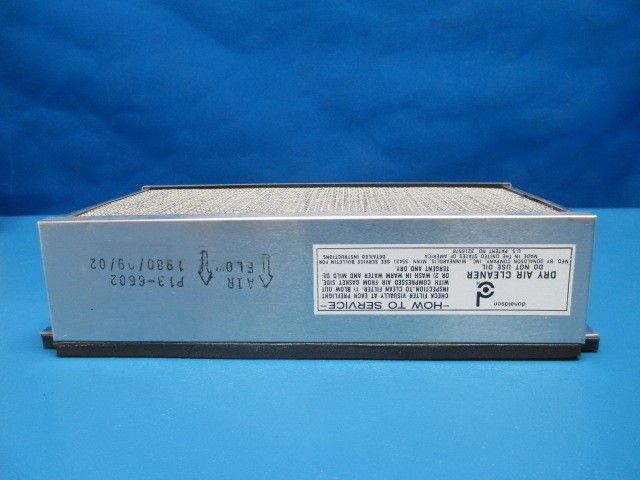 donaldson
DRY AIR CLEANER
DO NOT USE OIL
MFD BY DONALDSON COMPANY, INC., MINNEAPOLIS, MINN. 55431
MADE IN THE UNITED STATES OF AMERICA
U.S. PATENT NO. 3216578
—HOW TO SERVICE—
CHECK FILTER VISUALLY AT EACH PREFLIGHT
INSPECTION. TO CLEAN FILTER: 1) BLOW OUT
WITH COMPRESSED AIR FROM GASKET SIDE
OR 2) WASH IN WARM WATER AND MILD DE
TERGENT AND DRY
SEE SERVICE BULLETIN FOR
DETAILED INSTRUCTIONS
AIR
FLOW
P13-6602
1980/09/02